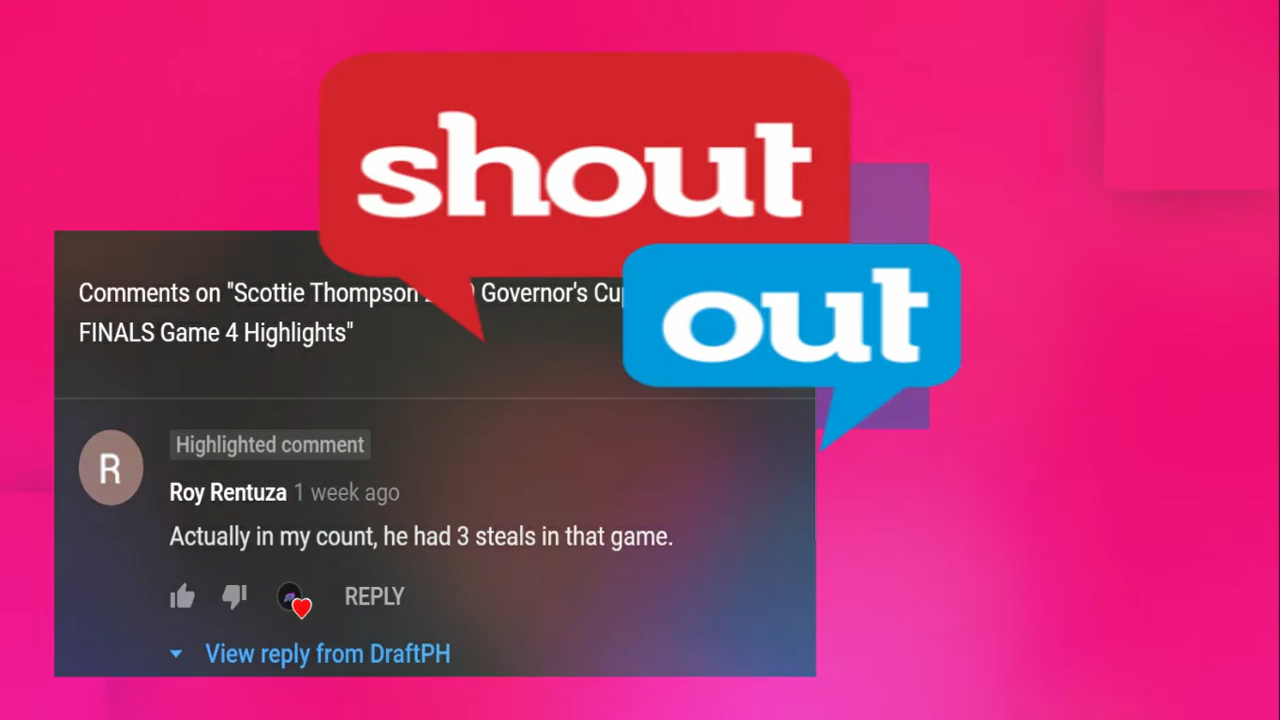 shout
out
Comments on "Scottie Thompson Governor's Cu
FINALS Game 4 Highlights"
R
Highlighted comment
Roy Rentuza 1 week ago
Actually in my count, he had 3 steals in that game.
REPLY
View reply from DraftPH